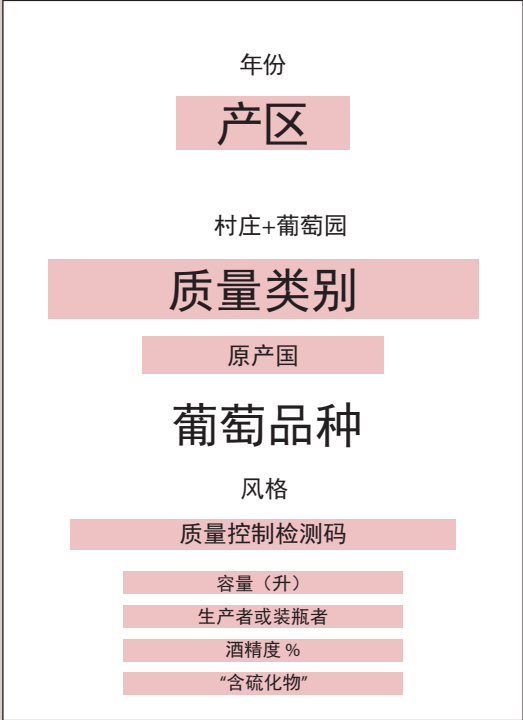 年份
产区
村庄+葡萄园
质量类别
原产国
葡萄品种
风格
质量控制检测码
容量（升）
生产者或装瓶者
酒精度 %
“含硫化物”